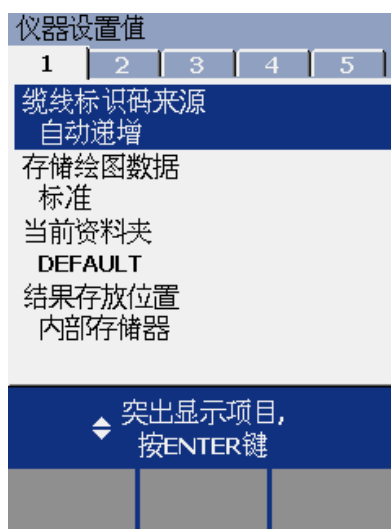 仪器设置值
1 2 3 4 5
缆线标识码来源
自动递增
存储绘图数据
标准
当前资料夹
DEFAULT
结果存放位置
内部存储器
突出显示项目,
按ENTER键